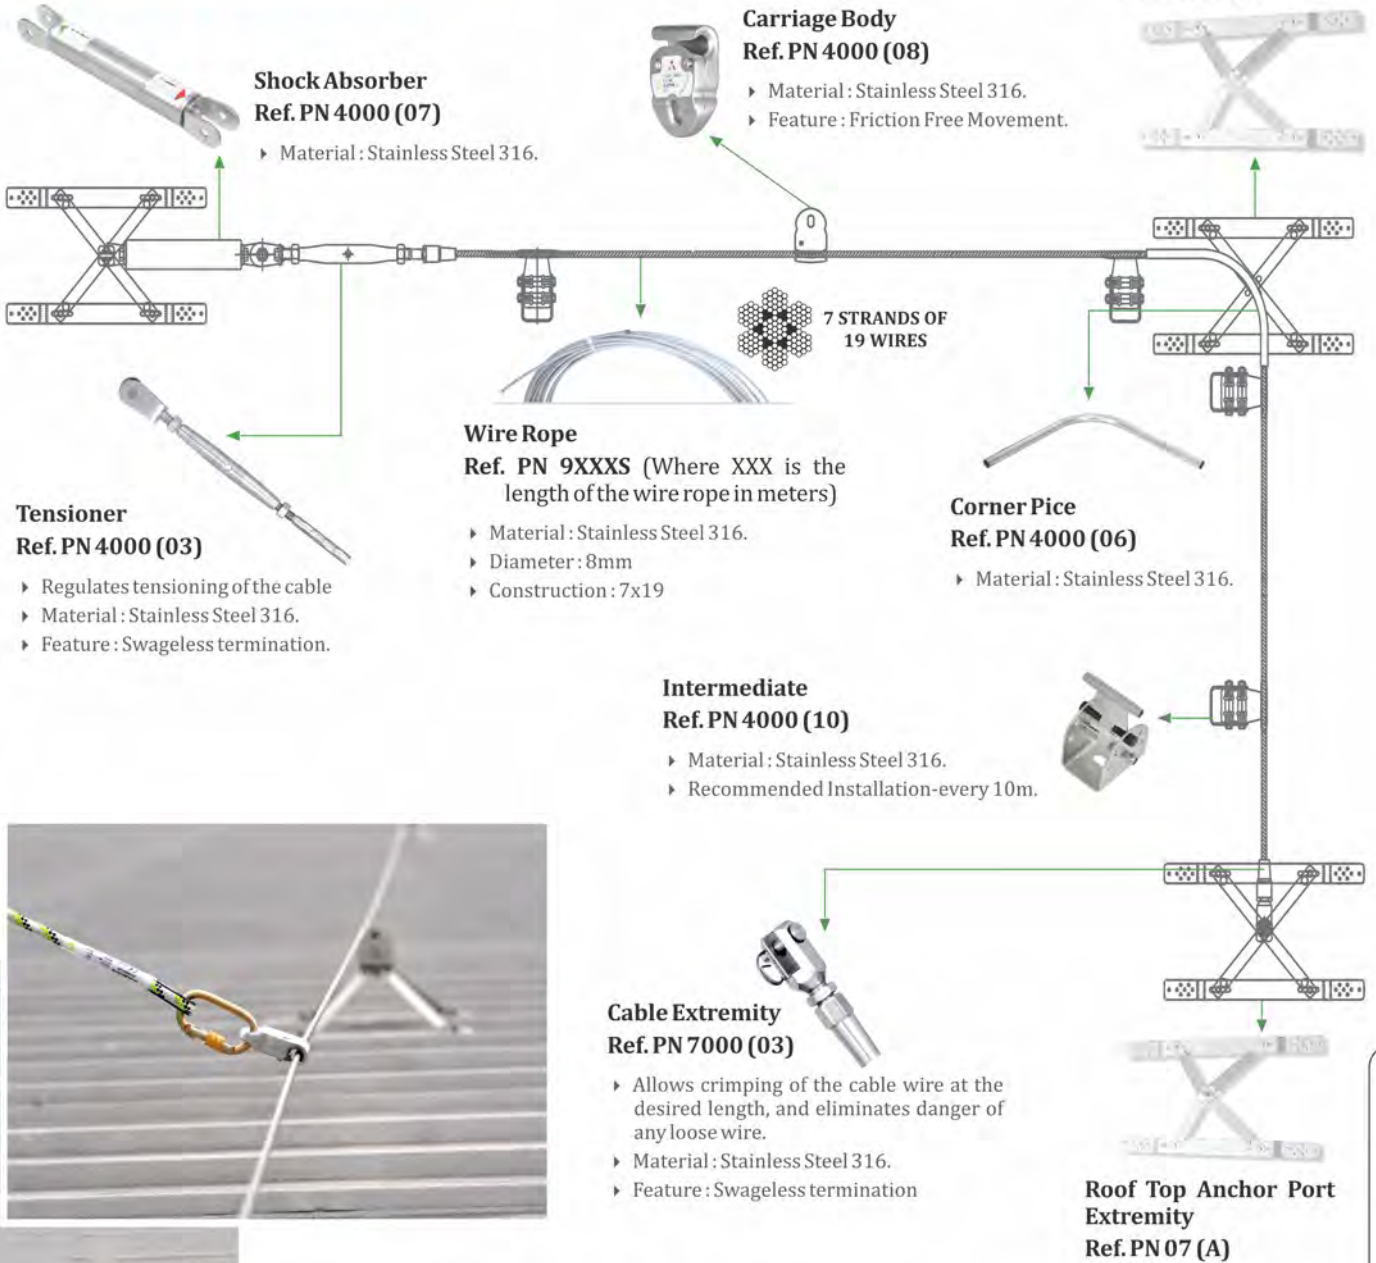 Carriage Body
Ref. PN 4000 (08)
▸ Material : Stainless Steel 316.
▸ Feature : Friction Free Movement.
Shock Absorber
Ref. PN 4000 (07)
▸ Material : Stainless Steel 316.
7 STRANDS OF
19 WIRES
Wire Rope
Ref. PN 9XXXS (Where XXX is the
length of the wire rope in meters)
▸ Material : Stainless Steel 316.
▸ Diameter : 8mm
▸ Construction : 7x19
Tensioner
Ref. PN 4000 (03)
▸ Regulates tensioning of the cable
▸ Material : Stainless Steel 316.
▸ Feature : Swageless termination.
Corner Pice
Ref. PN 4000 (06)
▸ Material : Stainless Steel 316.
Intermediate
Ref. PN 4000 (10)
▸ Material : Stainless Steel 316.
▸ Recommended Installation-every 10m.
Cable Extremity
Ref. PN 7000 (03)
▸ Allows crimping of the cable wire at the
desired length, and eliminates danger of
any loose wire.
▸ Material : Stainless Steel 316.
▸ Feature : Swageless termination
Roof Top Anchor Port
Extremity
Ref. PN 07 (A)